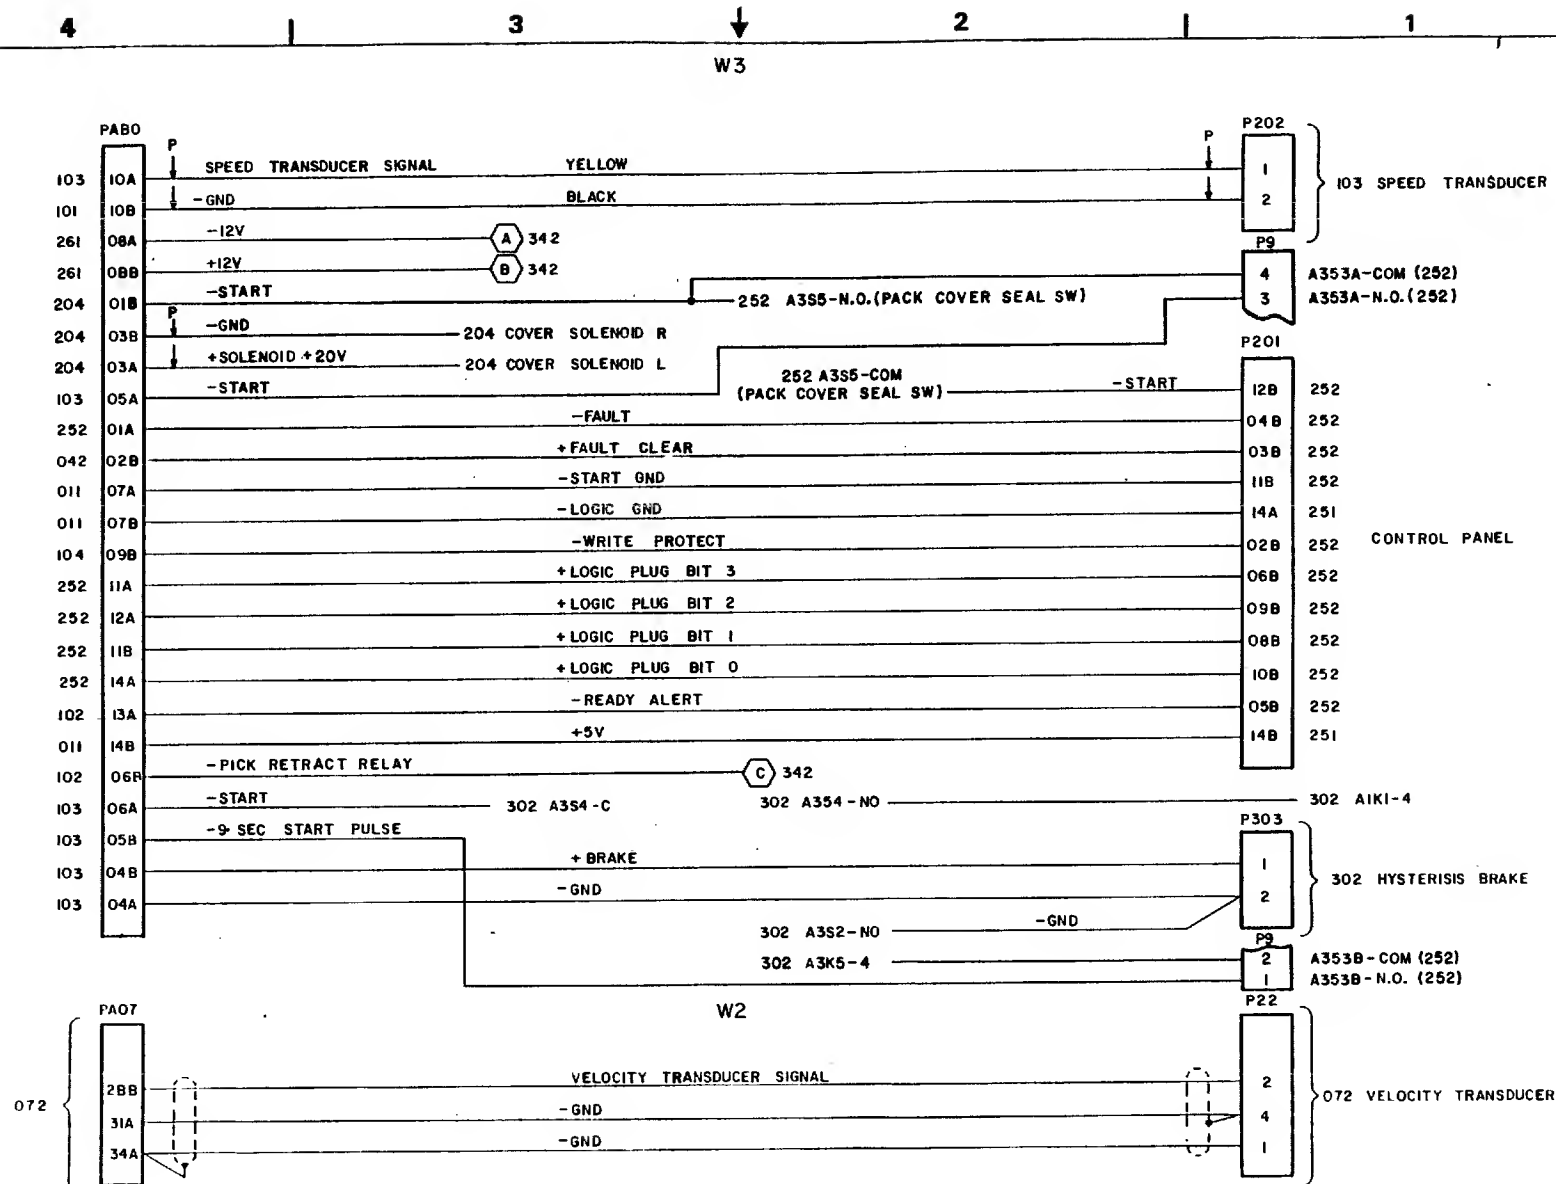 4 3 2 1
W3
PAB0 P202
P P
103 10A SPEED TRANSDUCER SIGNAL YELLOW 1
103 SPEED TRANSDUCER
101 10B -GND BLACK 2
261 08A -12V A 342
P9
261 08B +12V B 342
4 A353A-COM (252)
204 01B -START 252 A3S5-N.O.(PACK COVER SEAL SW) 3 A353A-N.O.(252)
P
204 03B -GND 204 COVER SOLENOID R
P201
204 03A +SOLENOID +20V 204 COVER SOLENOID L
103 05A -START 252 A3S5-COM
(PACK COVER SEAL SW) -START 12B 252
252 01A -FAULT 04B 252
042 02B +FAULT CLEAR 03B 252
011 07A -START GND 11B 252
011 07B -LOGIC GND 14A 251
104 09B -WRITE PROTECT 02B 252 CONTROL PANEL
252 11A +LOGIC PLUG BIT 3 06B 252
252 12A +LOGIC PLUG BIT 2 09B 252
252 11B +LOGIC PLUG BIT 1 08B 252
252 14A +LOGIC PLUG BIT 0 10B 252
102 13A -READY ALERT 05B 252
011 14B +5V 14B 251
102 06B -PICK RETRACT RELAY C 342
103 06A -START 302 A3S4-C 302 A354-NO 302 A1K1-4
P303
103 05B -9 SEC START PULSE
103 04B +BRAKE 1
302 HYSTERISIS BRAKE
103 04A -GND 2
302 A3S2-NO -GND
P9
302 A3K5-4 2 A353B-COM (252)
1 A353B-N.O. (252)
PA07 W2 P22
28B VELOCITY TRANSDUCER SIGNAL 2
072 31A -GND 4 072 VELOCITY TRANSDUCER
34A -GND 1